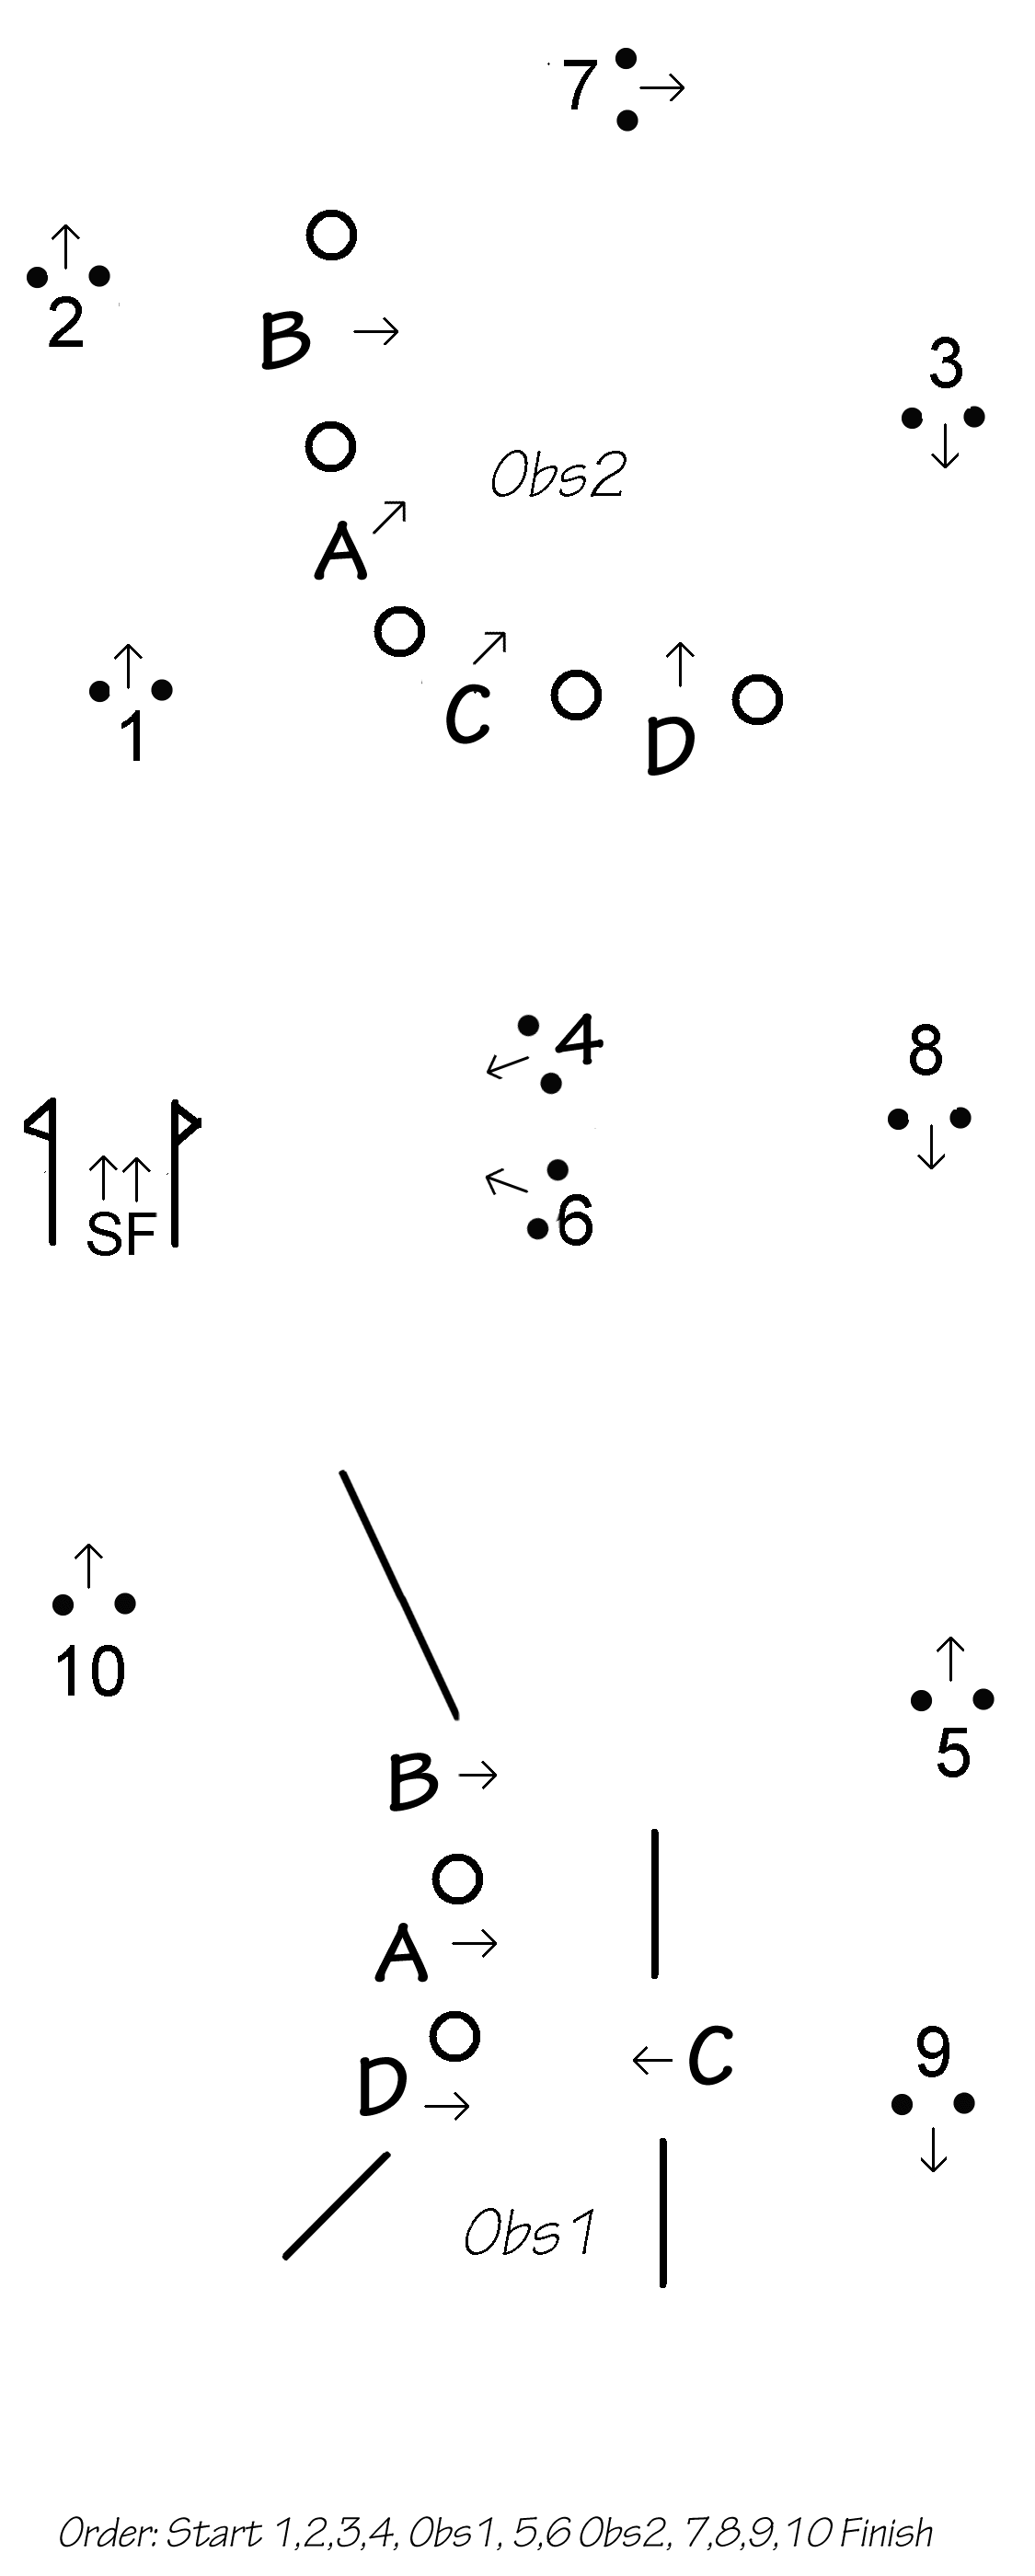 7
2
B
3
Obs2
A
C
1
D
4
8
SF
6
10
5
B
A
C
9
D
Obs1
Order: Start 1,2,3,4, Obs1, 5,6 Obs2, 7,8,9,10 Finish